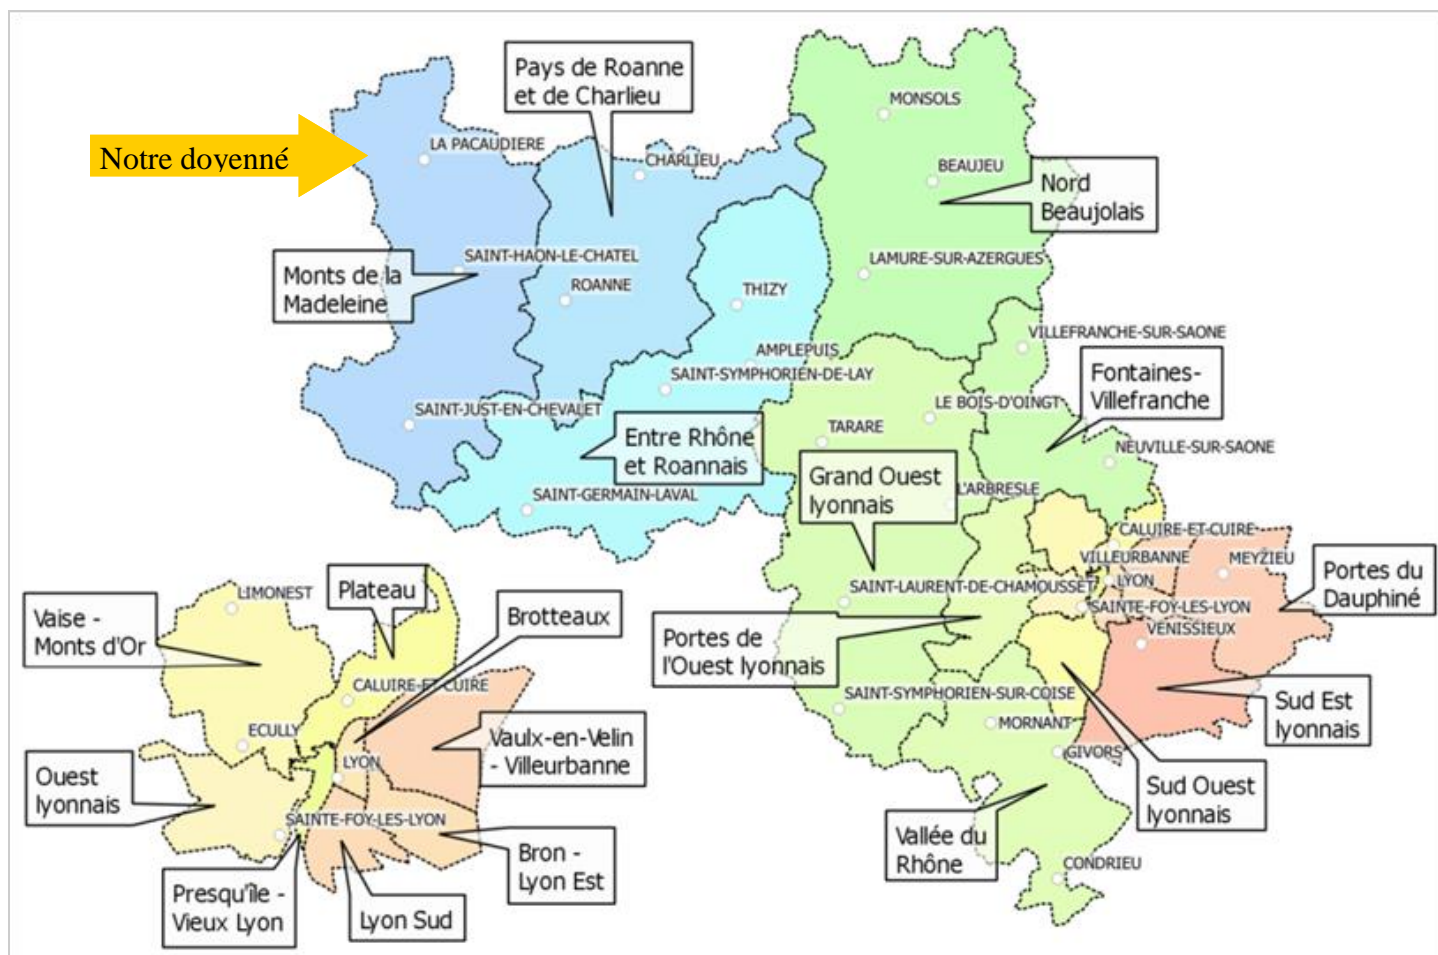 Pays de Roanne
et de Charlieu
MONSOLS
Notre doyenné
LA PACAUDIERE
CHARLIEU
BEAUJEU
Nord
Beaujolais
SAINT-HAON-LE-CHATEL
Monts de la
Madeleine
ROANNE
THIZY
LAMURE-SUR-AZERGUES
VILLEFRANCHE-SUR-SAONE
AMPLEPUIS
SAINT-SYMPHORIEN-DE-LAY
Fontaines-
Villefranche
SAINT-JUST-EN-CHEVALET
LE BOIS-D'OINGT
TARARE
Entre Rhône
et Roannais
NEUVILLE-SUR-SAONE
Grand Ouest
lyonnais
SAINT-GERMAIN-LAVAL
L'ARBRESLE
CALUIRE-ET-CUIRE
VILLEURBANNE
MEYZIEU
LYON
Portes du
Dauphiné
SAINT-LAURENT-DE-CHAMOUSSET
SAINTE-FOY-LES-LYON
VENISSIEUX
Portes de
l'Ouest lyonnais
SAINT-SYMPHORIEN-SUR-COISE
MORNANT
Sud Est
lyonnais
GIVORS
Sud Ouest
lyonnais
Vallée du
Rhône
CONDRIEU
LIMONEST
Plateau
Brotteaux
Vaise -
Monts d'Or
CALUIRE-ET-CUIRE
ECULLY
LYON
Vaulx-en-Velin
- Villeurbanne
Ouest
lyonnais
SAINTE-FOY-LES-LYON
Bron -
Lyon Est
Presqu'île -
Vieux Lyon
Lyon Sud